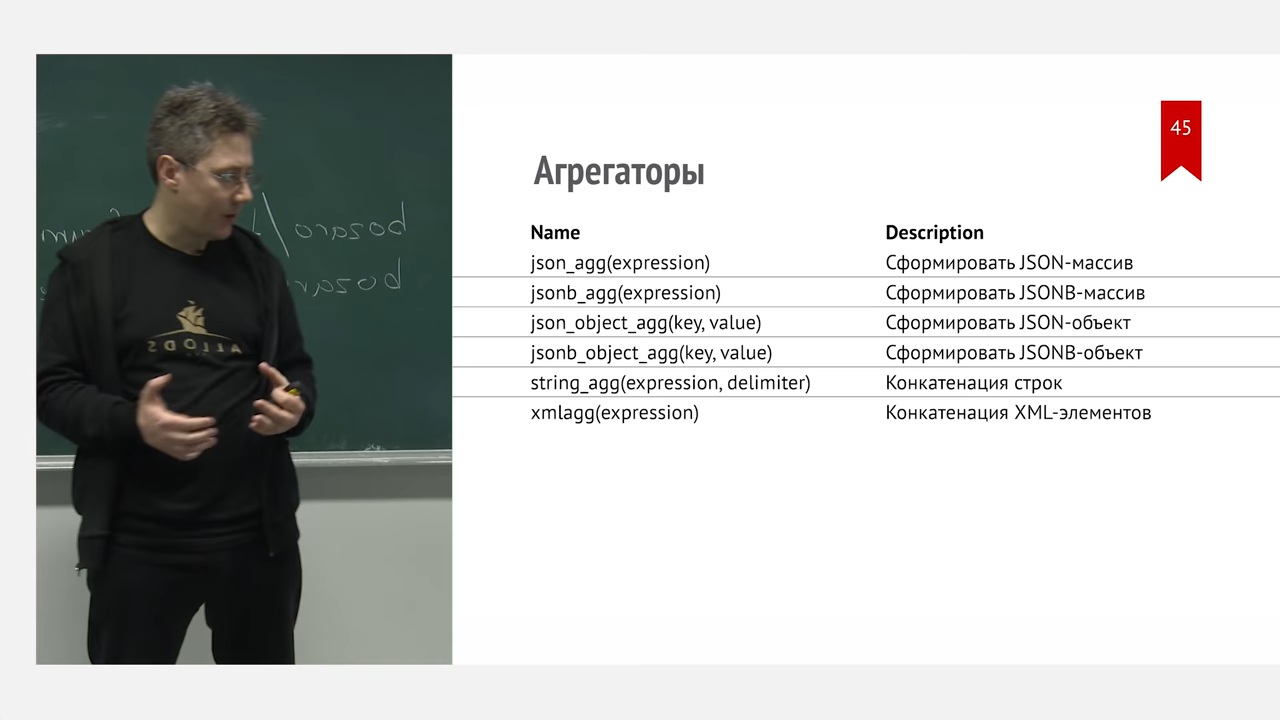 45
Агрегаторы
Name Description
json_agg(expression) Сформировать JSON-массив
jsonb_agg(expression) Сформировать JSONB-массив
json_object_agg(key, value) Сформировать JSON-объект
jsonb_object_agg(key, value) Сформировать JSONB-объект
string_agg(expression, delimiter) Конкатенация строк
xmlagg(expression) Конкатенация XML-элементов
ALLODS